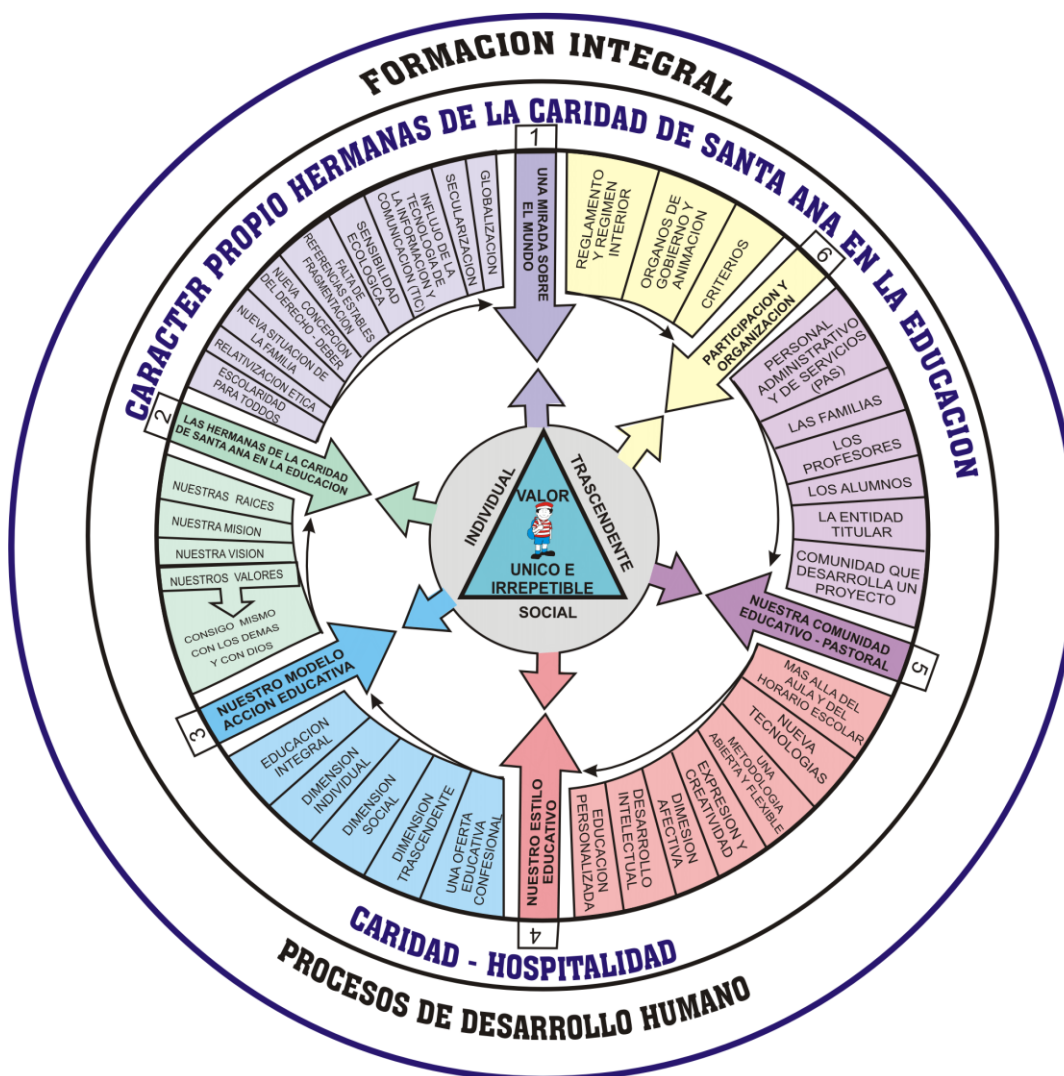 FORMACION INTEGRAL
CARACTER PROPIO HERMANAS DE LA CARIDAD DE SANTA ANA EN LA EDUCACION
1
UNA MIRADA SOBRE
EL MUNDO
GLOBALIZACION
SECULARIZACION
INFLUJO DE LA
TECNOLOGIA DE
LA INFORMACION Y
COMUNICACIÓN (TIC)
SENSIBILIDAD
ECOLOGICA
FALTA DE
REFERENCIAS ESTABLES
FRAGMENTACION
NUEVA CONCEPCION
DEL DERECHO - DEBER
NUEVA SITUACION DE
LA FAMILIA
RELATIVIZACION ETICA
ESCOLARIDAD
PARA TODDOS
2
LAS HERMANAS DE LA CARIDAD
DE SANTA ANA EN LA EDUCACION
NUESTRAS RAICES
NUESTRA MISION
NUESTRA VISION
NUESTROS VALORES
CONSIGO MISMO
CON LOS DEMAS
Y CON DIOS
3
NUESTRO MODELO
ACCION EDUCATIVA
EDUCACION
INTEGRAL
DIMENSION
INDIVIDUAL
DIMENSION
SOCIAL
DIMENSION
TRASCENDENTE
UNA OFERTA
EDUCATIVA
CONFESIONAL
4
NUESTRO ESTILO
EDUCATIVO
EDUCACION
PERSONALIZADA
DESARROLLO
INTELECTUAL
DIMESION
AFECTIVA
EXPRESION Y
CREATIVIDAD
UNA
METODOLOGIA
ABIERTA Y FLEXIBLE
NUEVA
TECNOLOGIAS
MAS ALLA DEL
AULA Y DEL
HORARIO ESCOLAR
5
NUESTRA COMUNIDAD
EDUCATIVO - PASTORAL
COMUNIDAD QUE
DESARROLLA UN
PROYECTO
LA ENTIDAD
TITULAR
LOS ALUMNOS
LOS
PROFESORES
LAS FAMILIAS
PERSONAL
ADMINISTRATIVO
Y DE SERVICIOS
(PAS)
6
PARTICIPACION Y
ORGANIZACION
CRITERIOS
ORGANOS DE
GOBIERNO Y
ANIMACION
REGLAMENTO
Y REGIMEN
INTERIOR
INDIVIDUAL
TRASCENDENTE
SOCIAL
VALOR
UNICO E
IRREPETIBLE
CARIDAD - HOSPITALIDAD
PROCESOS DE DESARROLLO HUMANO